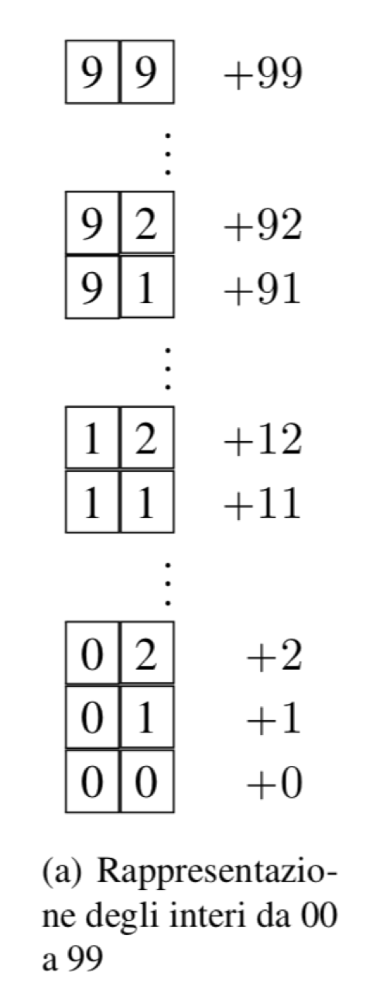 9 9 +99
⋮
9 2 +92
9 1 +91
⋮
1 2 +12
1 1 +11
⋮
0 2 +2
0 1 +1
0 0 +0
(a) Rappresentazio-
ne degli interi da 00
a 99